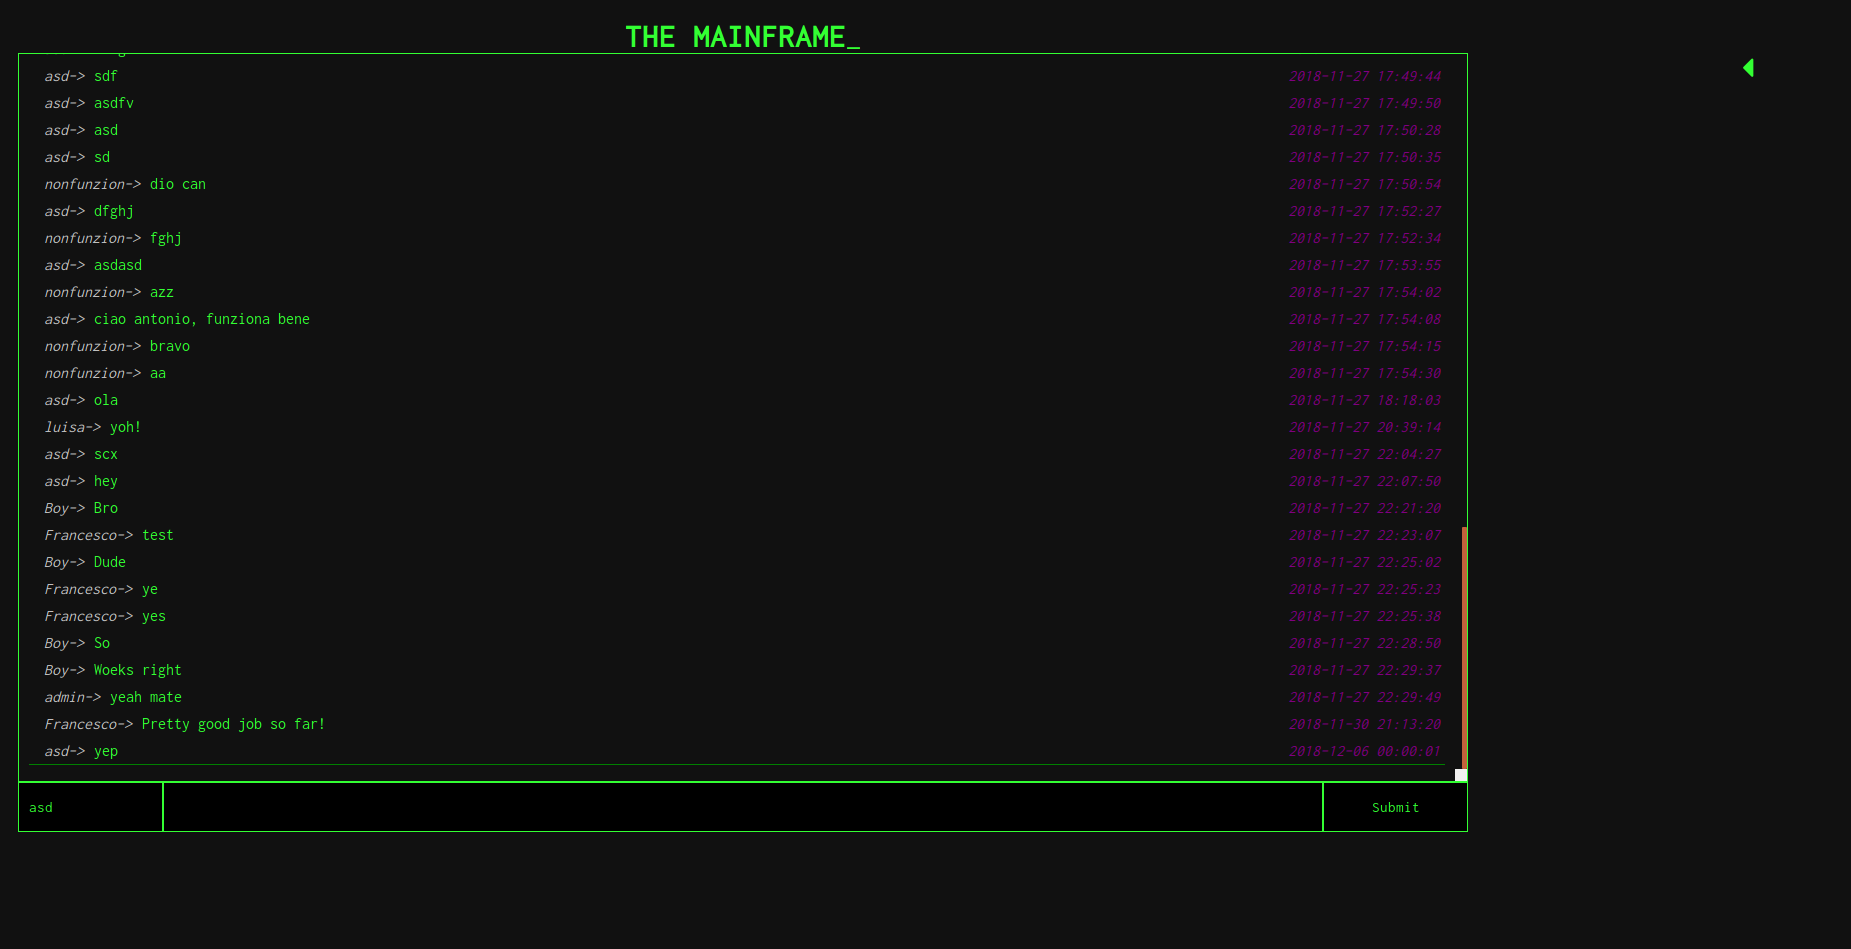 THE MAINFRAME_
asd-> sdf 2018-11-27 17:49:44
asd-> asdfv 2018-11-27 17:49:50
asd-> asd 2018-11-27 17:50:28
asd-> sd 2018-11-27 17:50:35
nonfunzion-> dio can 2018-11-27 17:50:54
asd-> dfghj 2018-11-27 17:52:27
nonfunzion-> fghj 2018-11-27 17:52:34
asd-> asdasd 2018-11-27 17:53:55
nonfunzion-> azz 2018-11-27 17:54:02
asd-> ciao antonio, funziona bene 2018-11-27 17:54:08
nonfunzion-> bravo 2018-11-27 17:54:15
nonfunzion-> aa 2018-11-27 17:54:30
asd-> ola 2018-11-27 18:18:03
luisa-> yoh! 2018-11-27 20:39:14
asd-> scx 2018-11-27 22:04:27
asd-> hey 2018-11-27 22:07:50
Boy-> Bro 2018-11-27 22:21:20
Francesco-> test 2018-11-27 22:23:07
Boy-> Dude 2018-11-27 22:25:02
Francesco-> ye 2018-11-27 22:25:23
Francesco-> yes 2018-11-27 22:25:38
Boy-> So 2018-11-27 22:28:50
Boy-> Woeks right 2018-11-27 22:29:37
admin-> yeah mate 2018-11-27 22:29:49
Francesco-> Pretty good job so far! 2018-11-30 21:13:20
asd-> yep 2018-12-06 00:00:01
asd Submit